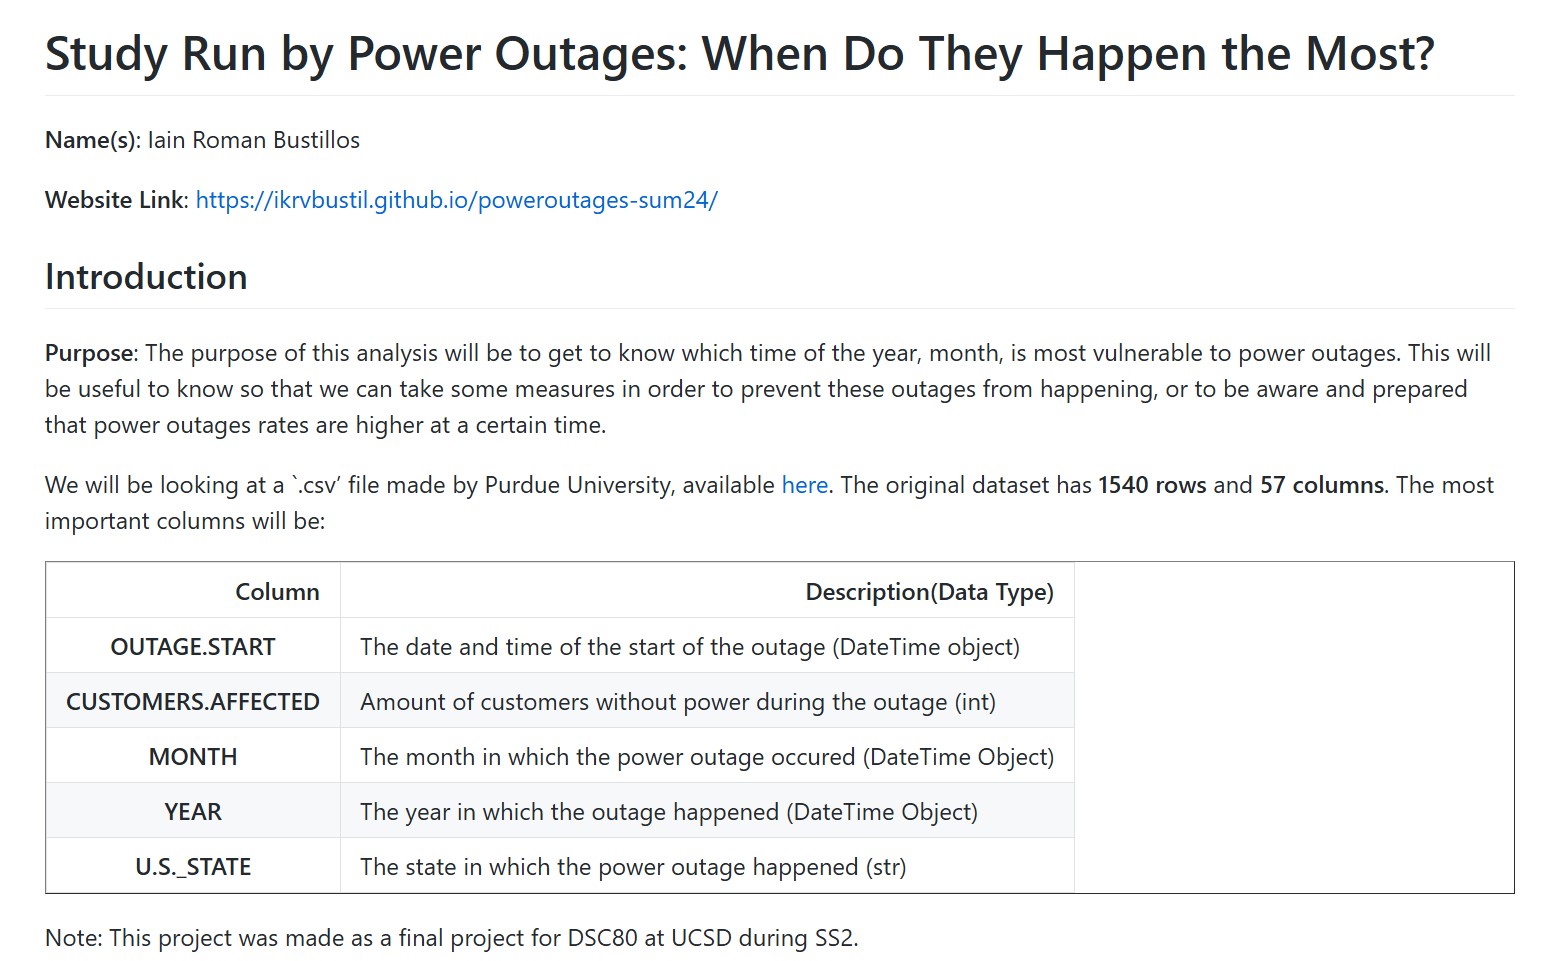 Study Run by Power Outages: When Do They Happen the Most?
Name(s): Iain Roman Bustillos
Website Link: https://ikrvbustil.github.io/poweroutages-sum24/
Introduction
Purpose: The purpose of this analysis will be to get to know which time of the year, month, is most vulnerable to power outages. This will
be useful to know so that we can take some measures in order to prevent these outages from happening, or to be aware and prepared
that power outages rates are higher at a certain time.
We will be looking at a `.csv’ file made by Purdue University, available here. The original dataset has 1540 rows and 57 columns. The most
important columns will be:
Column Description(Data Type)
OUTAGE.START The date and time of the start of the outage (DateTime object)
CUSTOMERS.AFFECTED Amount of customers without power during the outage (int)
MONTH The month in which the power outage occured (DateTime Object)
YEAR The year in which the outage happened (DateTime Object)
U.S._STATE The state in which the power outage happened (str)
Note: This project was made as a final project for DSC80 at UCSD during SS2.